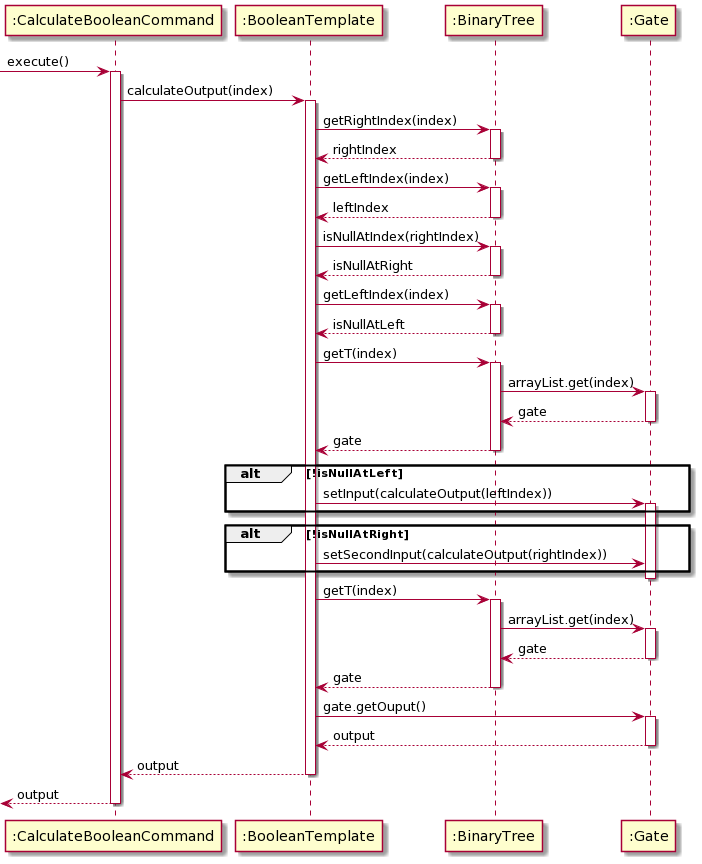 :CalculateBooleanCommand :BooleanTemplate :BinaryTree :Gate
execute()
calculateOutput(index)
getRightIndex(index)
rightIndex
getLeftIndex(index)
leftIndex
isNullAtIndex(rightIndex)
isNullAtRight
getLeftIndex(index)
isNullAtLeft
getT(index)
arrayList.get(index)
gate
gate
alt [!isNullAtLeft]
setInput(calculateOutput(leftIndex))
alt [!isNullAtRight]
setSecondInput(calculateOutput(rightIndex))
getT(index)
arrayList.get(index)
gate
gate
gate.getOuput()
output
output
output
:CalculateBooleanCommand :BooleanTemplate :BinaryTree :Gate